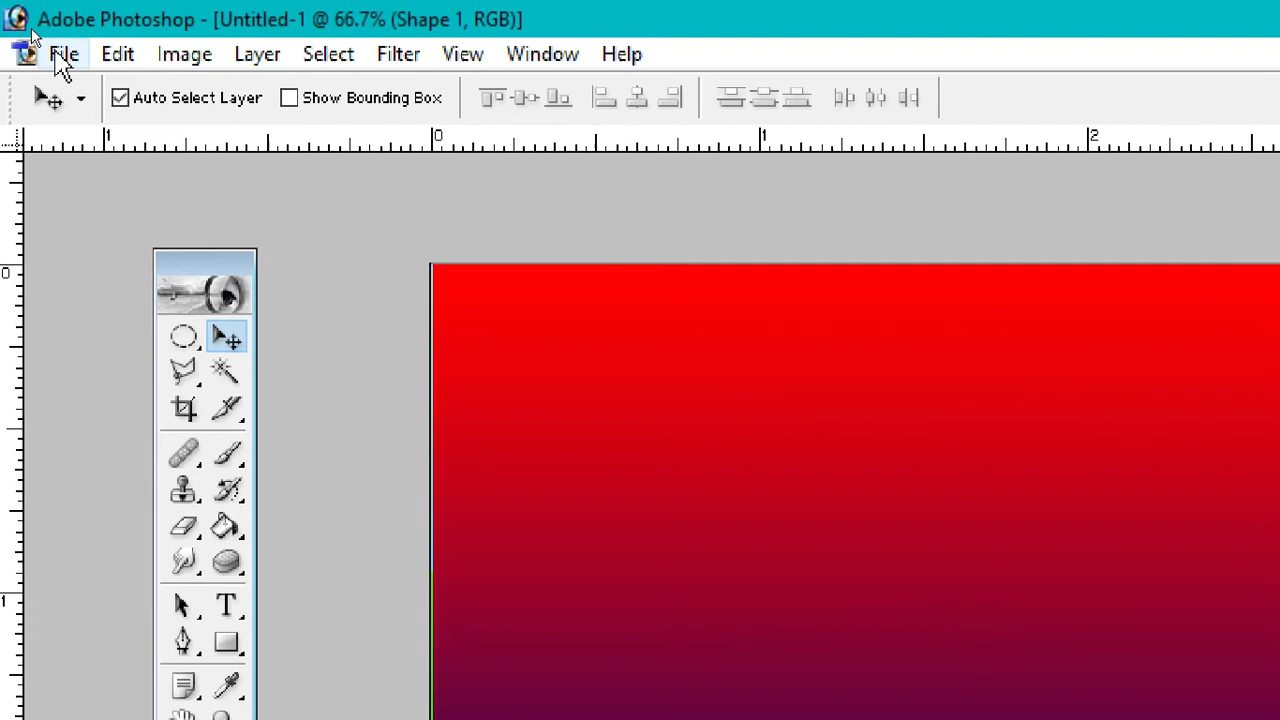 Adobe Photoshop - [Untitled-1 @ 66.7% (Shape 1, RGB)]
File Edit Image Layer Select Filter View Window Help
Auto Select Layer Show Bounding Box
1 0 1 2
0
T
1